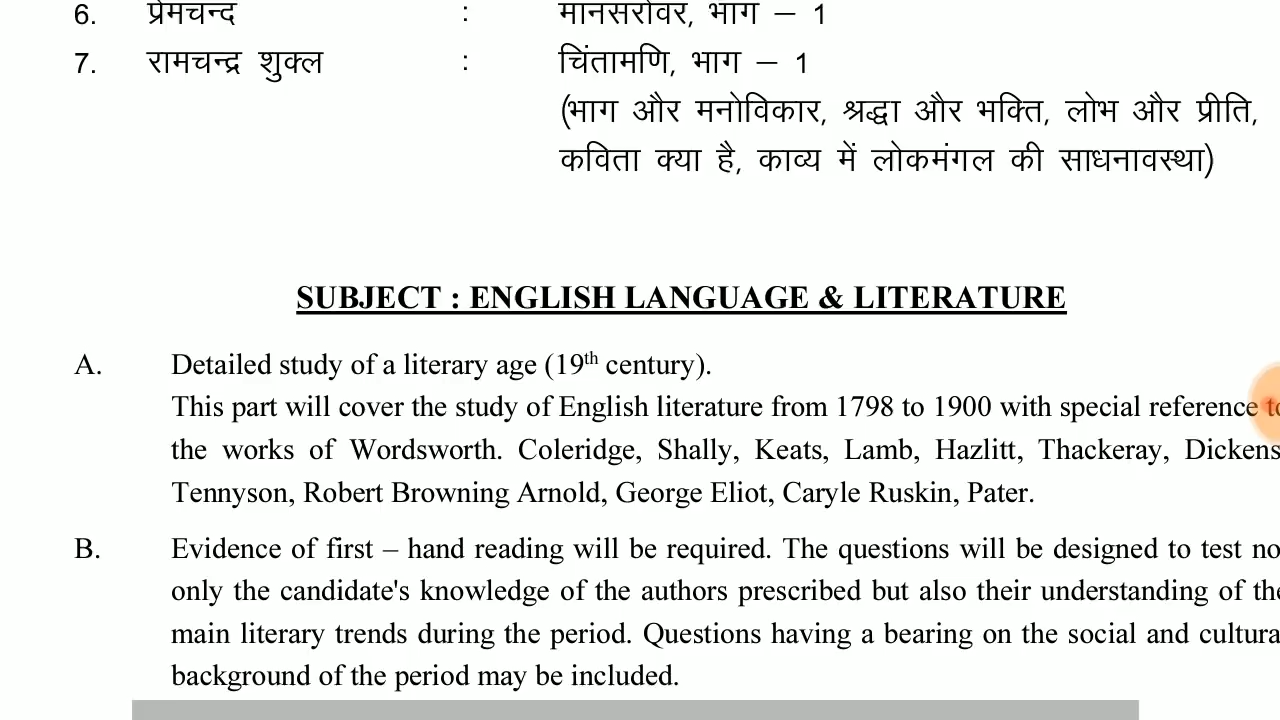 6. प्रेमचन्द : मानसरोवर, भाग – 1
7. रामचन्द्र शुक्ल : चिंतामणि, भाग – 1
(भाग और मनोविकार, श्रद्धा और भक्ति, लोभ और प्रीति,
कविता क्या है, काव्य में लोकमंगल की साधनावस्था)
SUBJECT : ENGLISH LANGUAGE & LITERATURE
A. Detailed study of a literary age (19th century).
This part will cover the study of English literature from 1798 to 1900 with special reference to
the works of Wordsworth. Coleridge, Shally, Keats, Lamb, Hazlitt, Thackeray, Dickens
Tennyson, Robert Browning Arnold, George Eliot, Caryle Ruskin, Pater.
B. Evidence of first – hand reading will be required. The questions will be designed to test no
only the candidate's knowledge of the authors prescribed but also their understanding of the
main literary trends during the period. Questions having a bearing on the social and cultura
background of the period may be included.